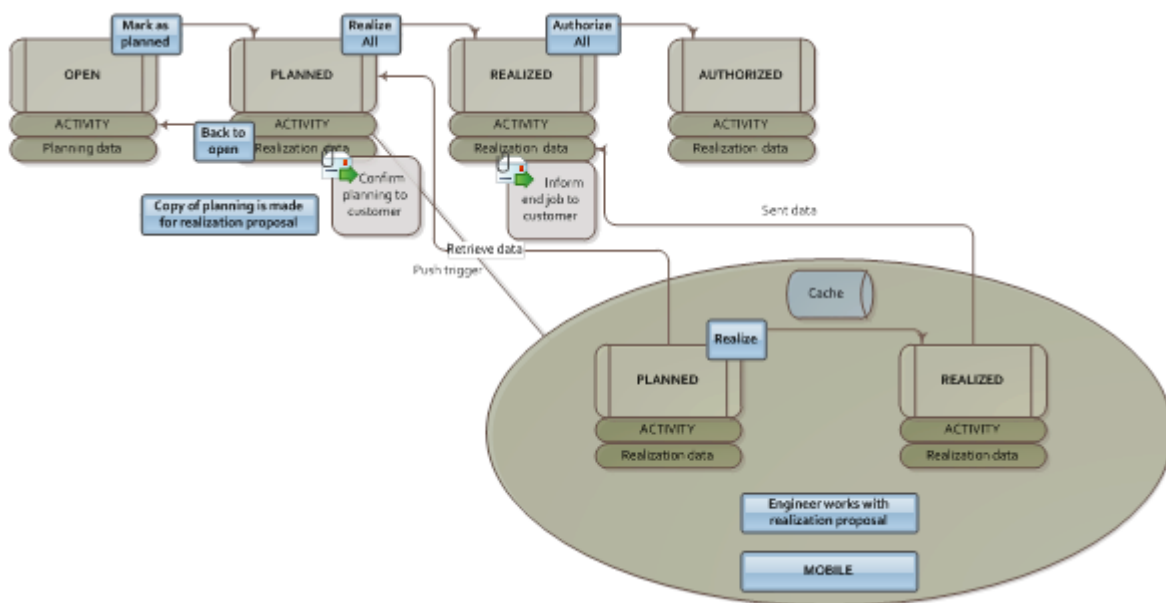 Mark as
planned
Realize
All
Authorize
All
OPEN
PLANNED
REALIZED
AUTHORIZED
ACTIVITY
ACTIVITY
ACTIVITY
ACTIVITY
Planning data
Back to
open
Realization data
Realization data
Realization data
Confirm
planning to
customer
Inform
end job to
customer
Copy of planning is made
for realization proposal
Sent data
Retrieve data
Push trigger
Cache
Realize
PLANNED
REALIZED
ACTIVITY
ACTIVITY
Realization data
Realization data
Engineer works with
realization proposal
MOBILE